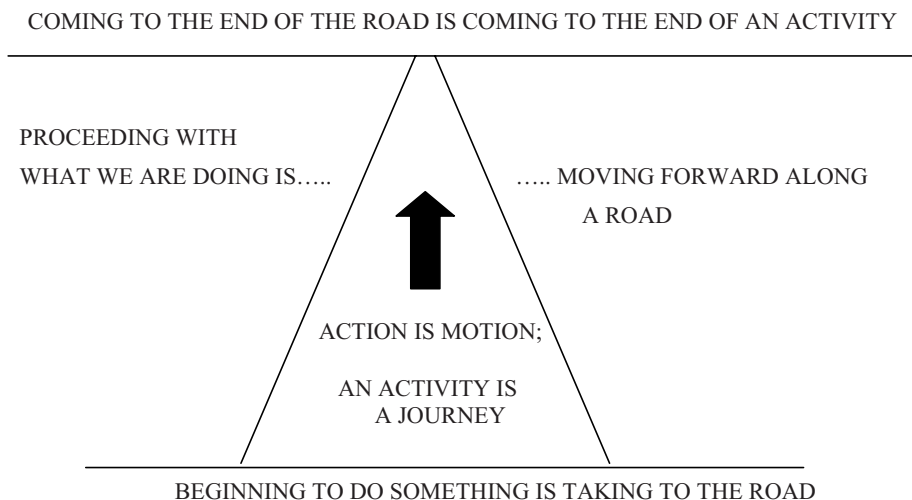 COMING TO THE END OF THE ROAD IS COMING TO THE END OF AN ACTIVITY
PROCEEDING WITH
WHAT WE ARE DOING IS…..
….. MOVING FORWARD ALONG
A ROAD
ACTION IS MOTION;
AN ACTIVITY IS
A JOURNEY
BEGINNING TO DO SOMETHING IS TAKING TO THE ROAD